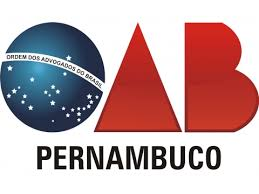 ORDEM DOS ADVOGADOS DO BRASIL
OAB
PERNAMBUCO